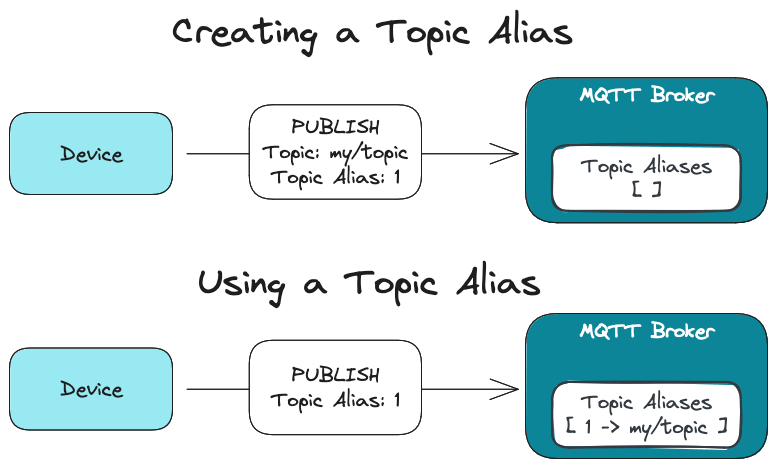 Creating a Topic Alias
Device
PUBLISH
Topic: my/topic
Topic Alias: 1
MQTT Broker
Topic Aliases
[ ]
Using a Topic Alias
Device
PUBLISH
Topic Alias: 1
MQTT Broker
Topic Aliases
[ 1 -> my/topic ]